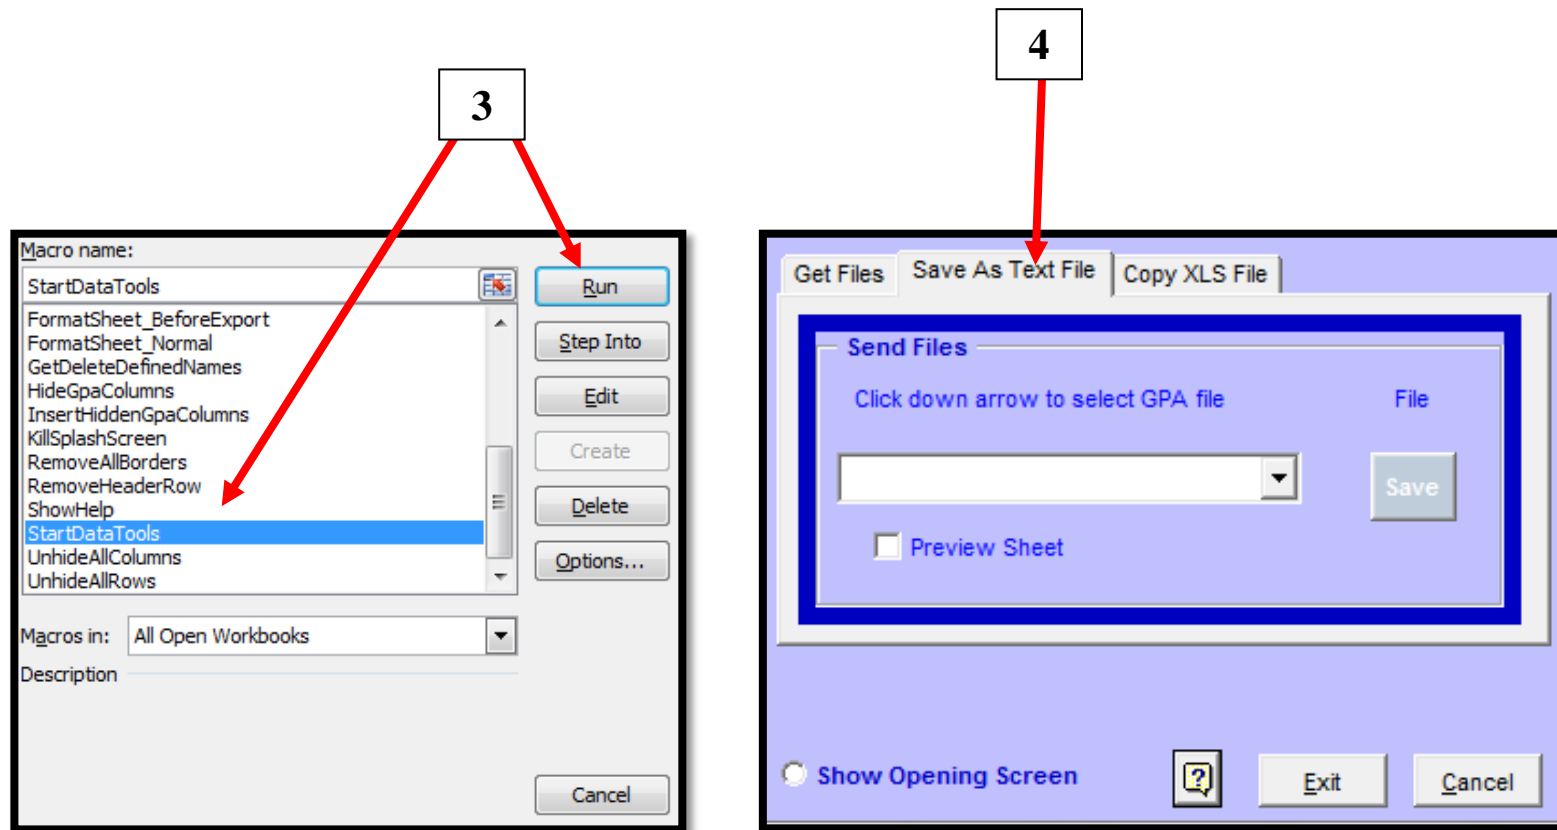 4
3
Macro name:
StartDataTools
Run
FormatSheet_BeforeExport
FormatSheet_Normal
GetDeleteDefinedNames
HideGpaColumns
InsertHiddenGpaColumns
KillSplashScreen
RemoveAllBorders
RemoveHeaderRow
ShowHelp
StartDataTools
UnhideAllColumns
UnhideAllRows
Step Into
Edit
Create
Delete
Options...
Macros in: All Open Workbooks
Description
Cancel
Get Files Save As Text File Copy XLS File
Send Files
Click down arrow to select GPA file File
Save
Preview Sheet
Show Opening Screen ? Exit Cancel